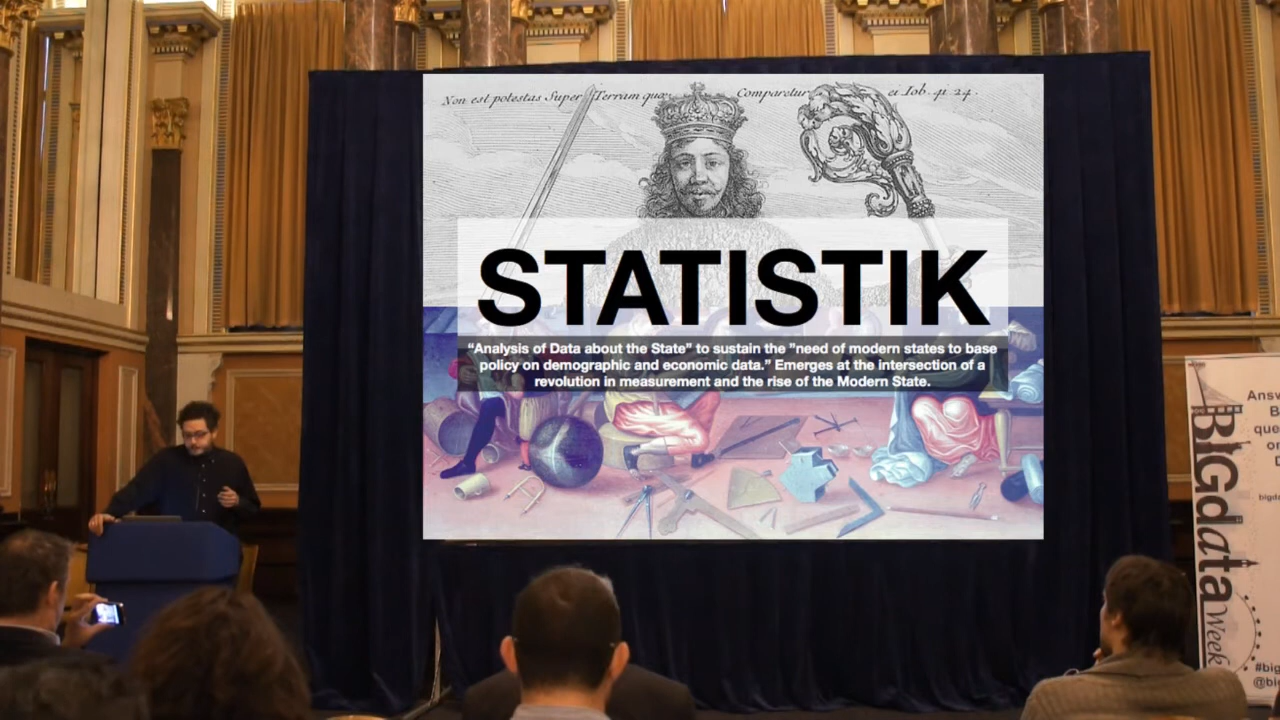 Non est potestas Super Terram quæ Comparetur ei Iob. 41 24.
STATISTIK
“Analysis of Data about the State” to sustain the ”need of modern states to base
policy on demographic and economic data.” Emerges at the intersection of a
revolution in measurement and the rise of the Modern State.
BIGdata week